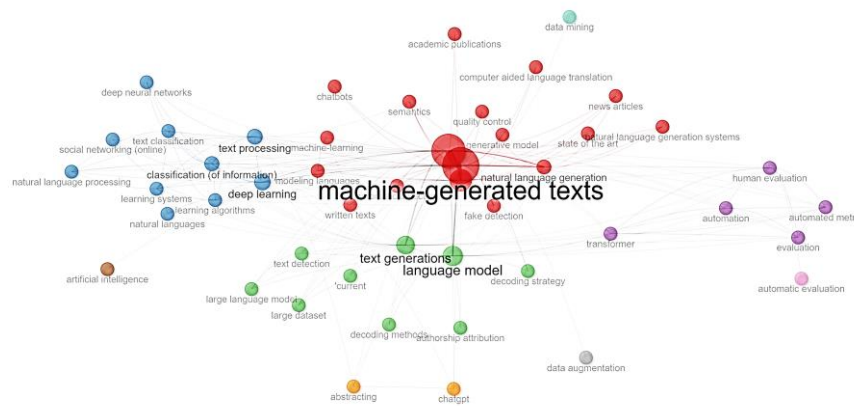 data mining
academic publications
computer aided language translation
deep neural networks
chatbots
semantics
news articles
quality control
text classification
text processing
machine-learning
generative model
state of the art
natural language generation systems
social networking (online)
classification (of information)
modeling languages
natural language generation
natural language processing
human evaluation
deep learning
machine-generated texts
learning systems
learning algorithms
written texts
fake detection
automation
automated metr
natural languages
transformer
evaluation
text generations
text detection
language model
artificial intelligence
'current
decoding strategy
automatic evaluation
large language model
large dataset
decoding methods
authorship attribution
data augmentation
abstracting
chatgpt